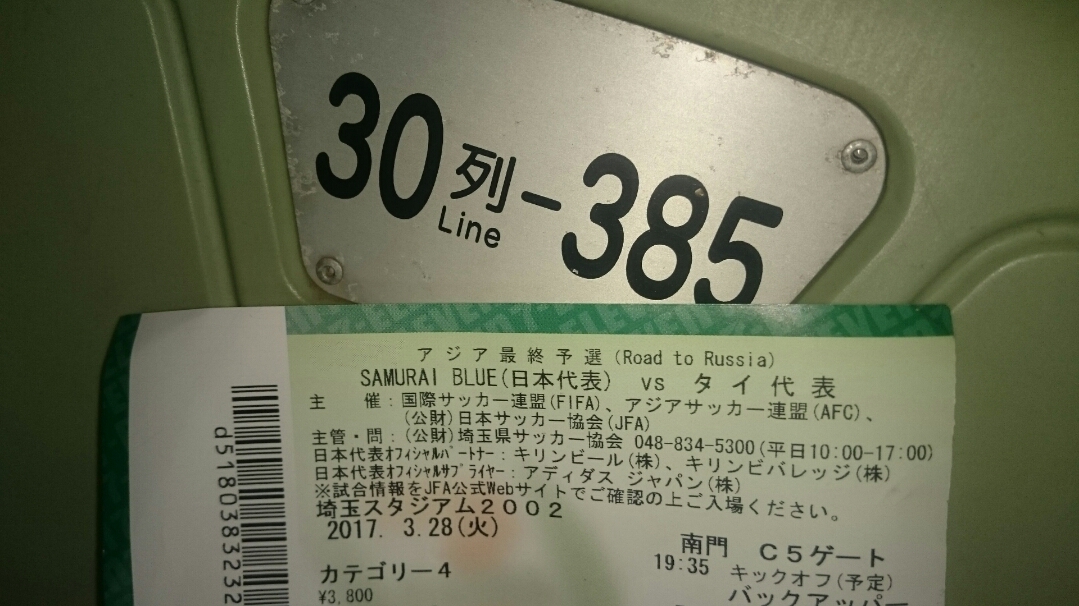 30列-385
Line
アジア最終予選(Road to Russia)
SAMURAI BLUE(日本代表) vs タイ代表
主 催:国際サッカー連盟(FIFA)、アジアサッカー連盟(AFC)、
(公財)日本サッカー協会(JFA)
主管・問:(公財)埼玉県サッカー協会 048-834-5300(平日10:00-17:00)
日本代表ｵﾌｨｼｬﾙﾊﾟｰﾄﾅｰ:キリンビール(株)、キリンビバレッジ(株)
日本代表ｵﾌｨｼｬﾙｻﾌﾟﾗｲﾔｰ:アディダス ジャパン(株)
※試合情報をJFA公式Webサイトでご確認の上ご入場ください。
埼玉スタジアム2002
2017. 3.28(火)
南門 C5ゲート
19:35 キックオフ(予定)
カテゴリー4
バックアッパー
¥3,800
d5180383232